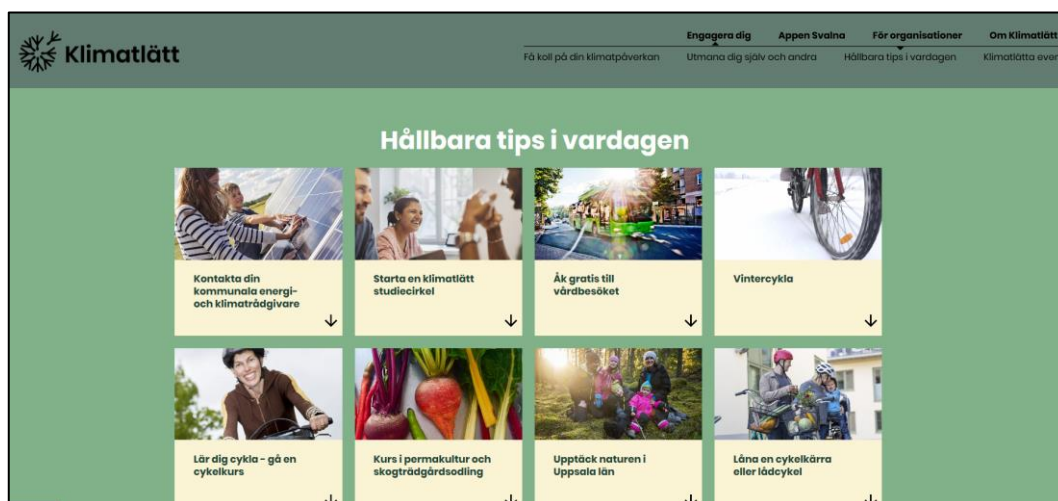 Klimatlätt
Engagera dig Appen Svalna För organisationer Om Klimatlätt
Få koll på din klimatpåverkan Utmana dig själv och andra Hållbara tips i vardagen Klimatlätta even
Hållbara tips i vardagen
Kontakta din
kommunala energi-
och klimatrådgivare
Starta en klimatlätt
studiecirkel
Åk gratis till
vårdbesöket
Vintercykla
Lär dig cykla - gå en
cykelkurs
Kurs i permakultur och
skogträdgårdsodling
Upptäck naturen i
Uppsala län
Låna en cykelkärra
eller lådcykel